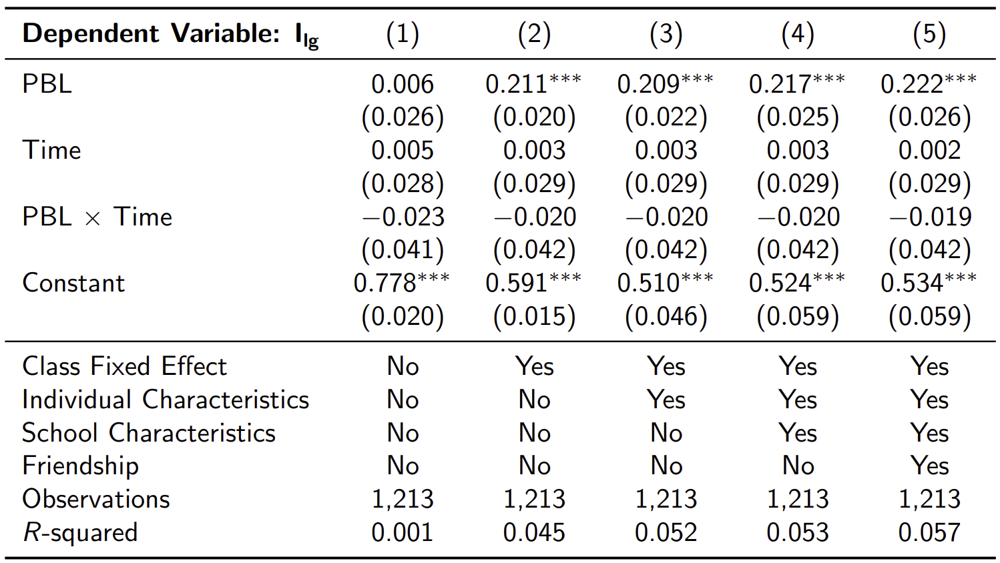 Dependent Variable: I_lg (1) (2) (3) (4) (5)
PBL 0.006 0.211*** 0.209*** 0.217*** 0.222***
(0.026) (0.020) (0.022) (0.025) (0.026)
Time 0.005 0.003 0.003 0.003 0.002
(0.028) (0.029) (0.029) (0.029) (0.029)
PBL × Time −0.023 −0.020 −0.020 −0.020 −0.019
(0.041) (0.042) (0.042) (0.042) (0.042)
Constant 0.778*** 0.591*** 0.510*** 0.524*** 0.534***
(0.020) (0.015) (0.046) (0.059) (0.059)
Class Fixed Effect No Yes Yes Yes Yes
Individual Characteristics No No Yes Yes Yes
School Characteristics No No No Yes Yes
Friendship No No No No Yes
Observations 1,213 1,213 1,213 1,213 1,213
R-squared 0.001 0.045 0.052 0.053 0.057